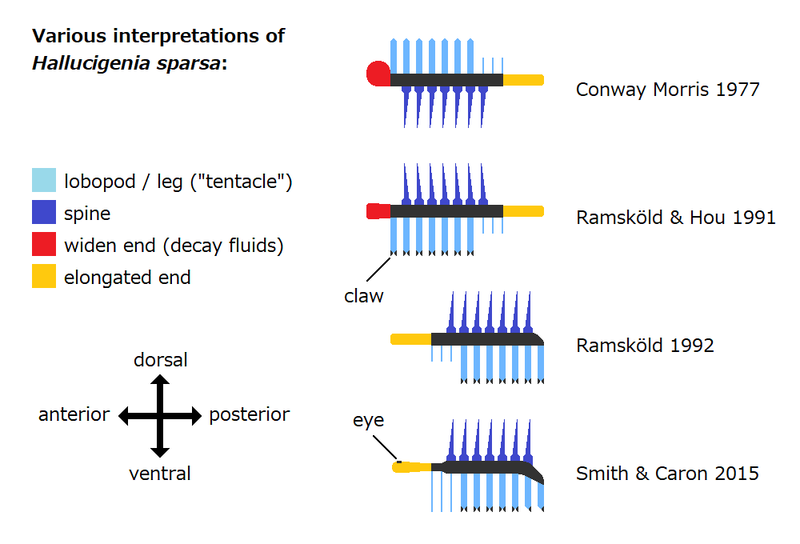 Various interpretations of
Hallucigenia sparsa:
Conway Morris 1977
lobopod / leg ("tentacle")
spine
widen end (decay fluids)
elongated end
Ramsköld & Hou 1991
claw
Ramsköld 1992
dorsal
anterior
posterior
ventral
eye
Smith & Caron 2015